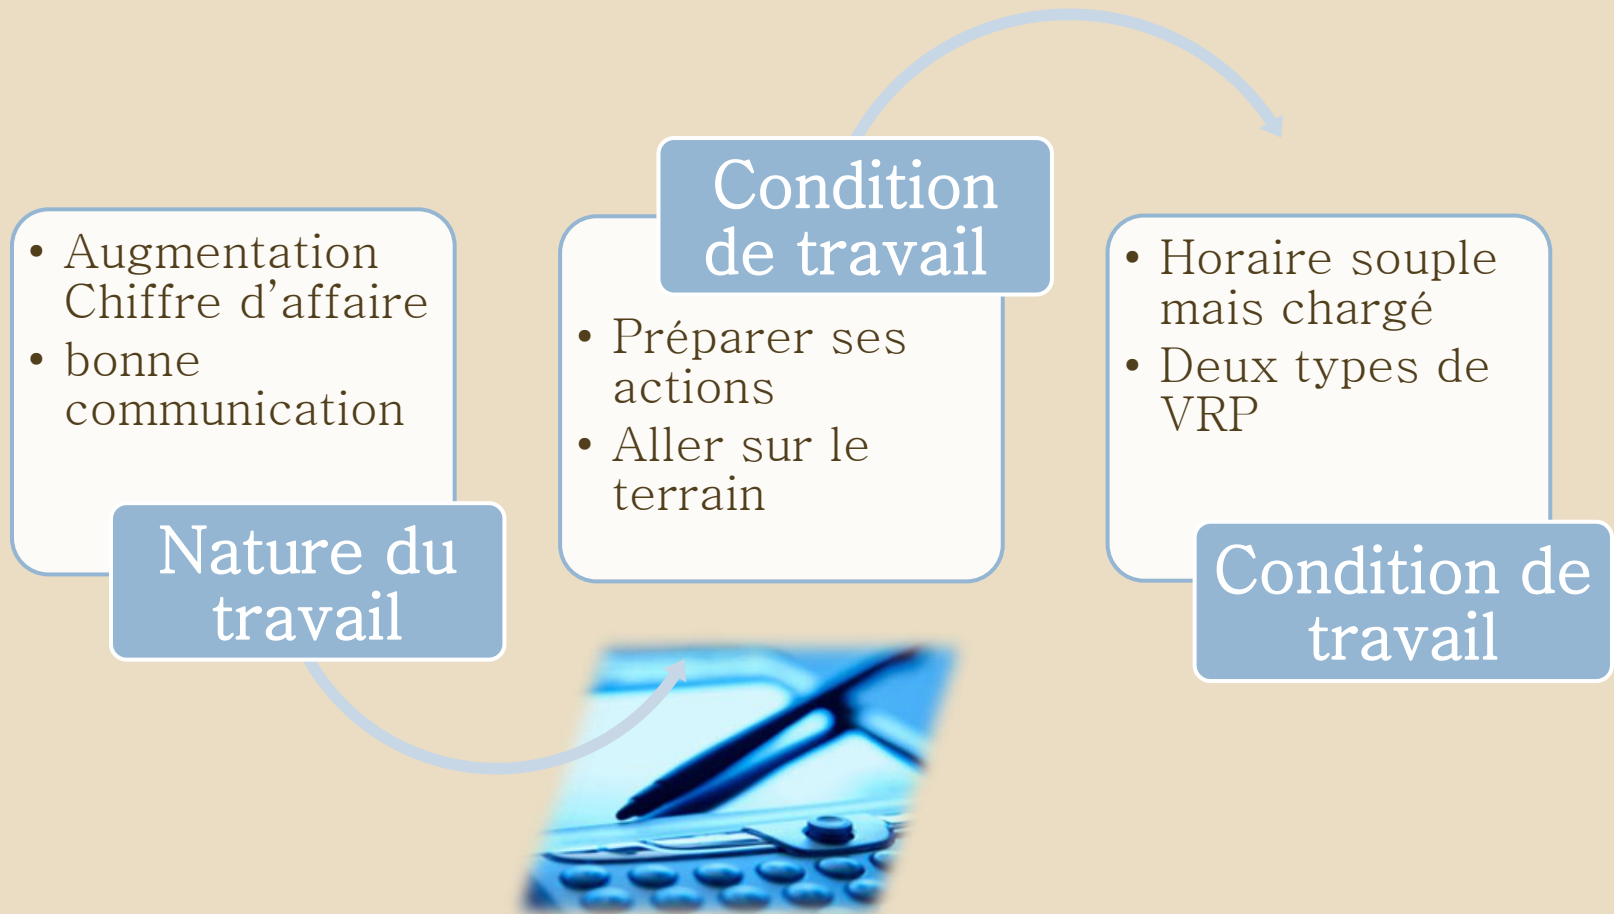 • Augmentation
Chiffre d’affaire
• bonne
communication
Nature du
travail
Condition
de travail
• Préparer ses
actions
• Aller sur le
terrain
• Horaire souple
mais chargé
• Deux types de
VRP
Condition de
travail